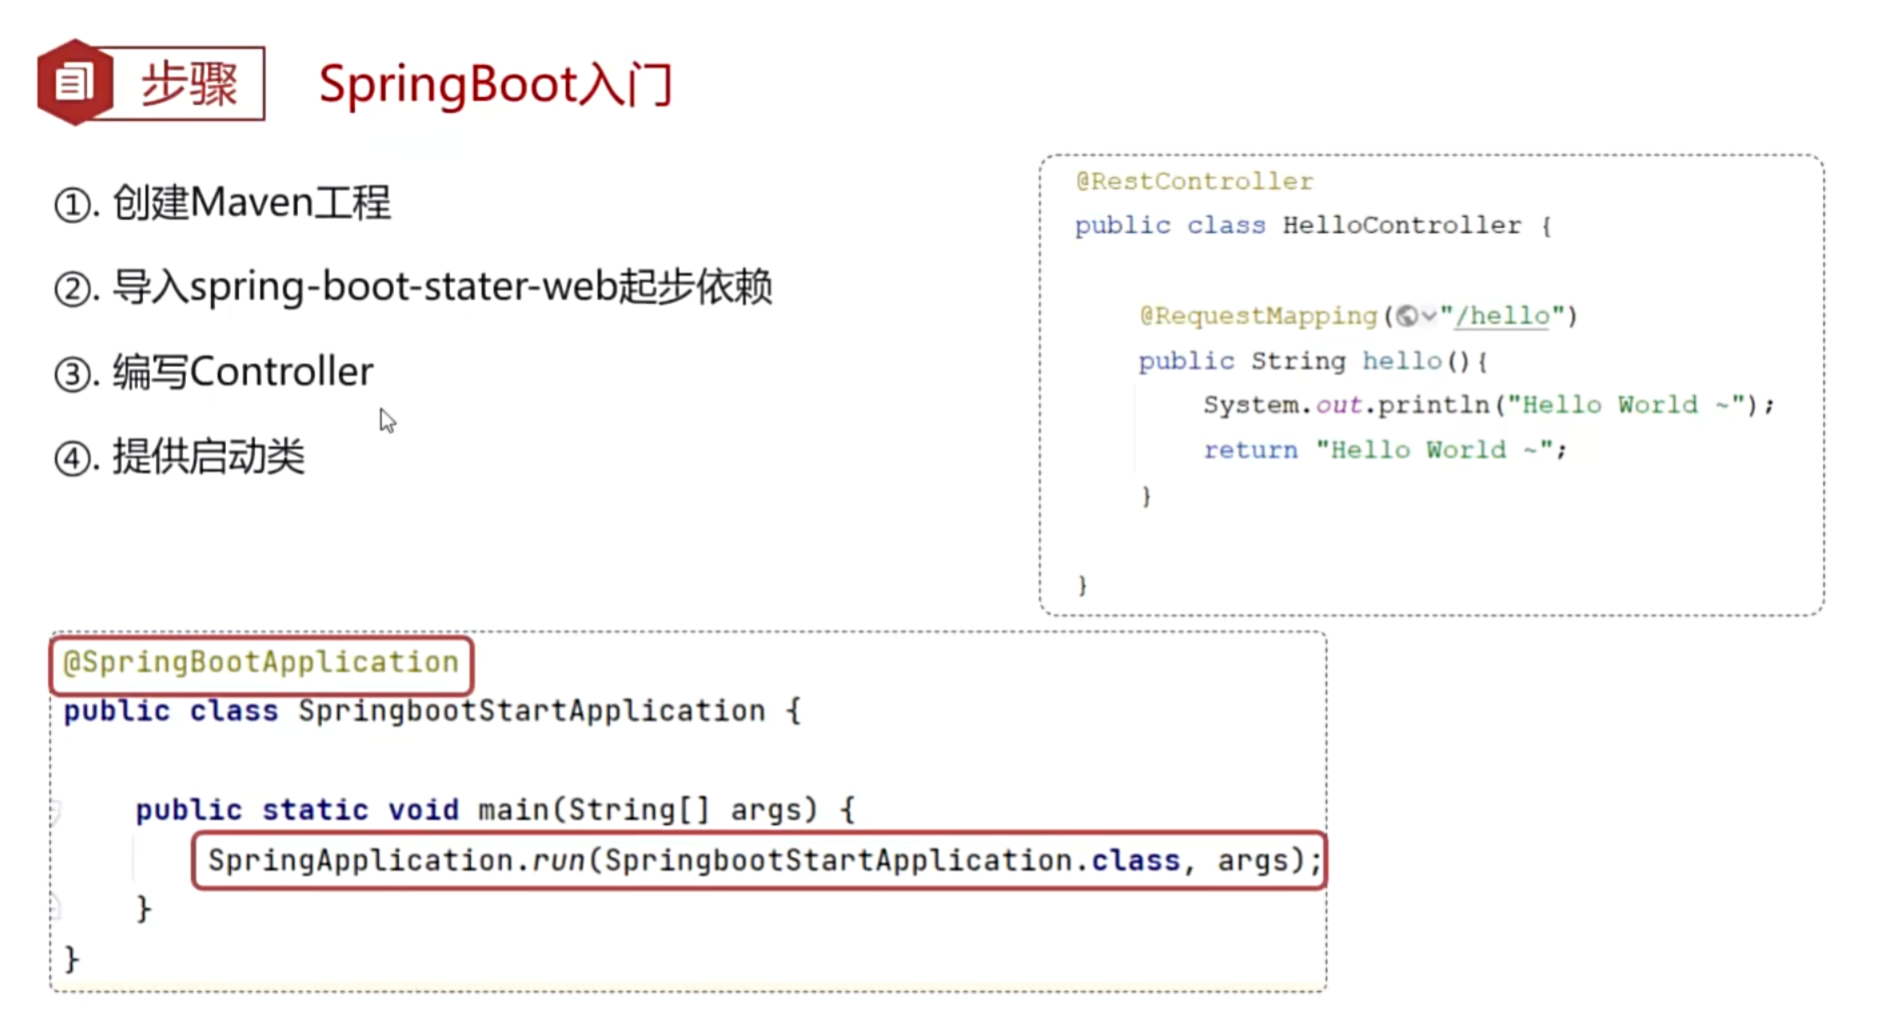 步骤
SpringBoot入门
①. 创建Maven工程
②. 导入spring-boot-stater-web起步依赖
③. 编写Controller
④. 提供启动类
@RestController
public class HelloController {
@RequestMapping("/hello")
public String hello(){
System.out.println("Hello World ~");
return "Hello World ~";
}
}
@SpringBootApplication
public class SpringbootStartApplication {
public static void main(String[] args) {
SpringApplication.run(SpringbootStartApplication.class, args);
}
}